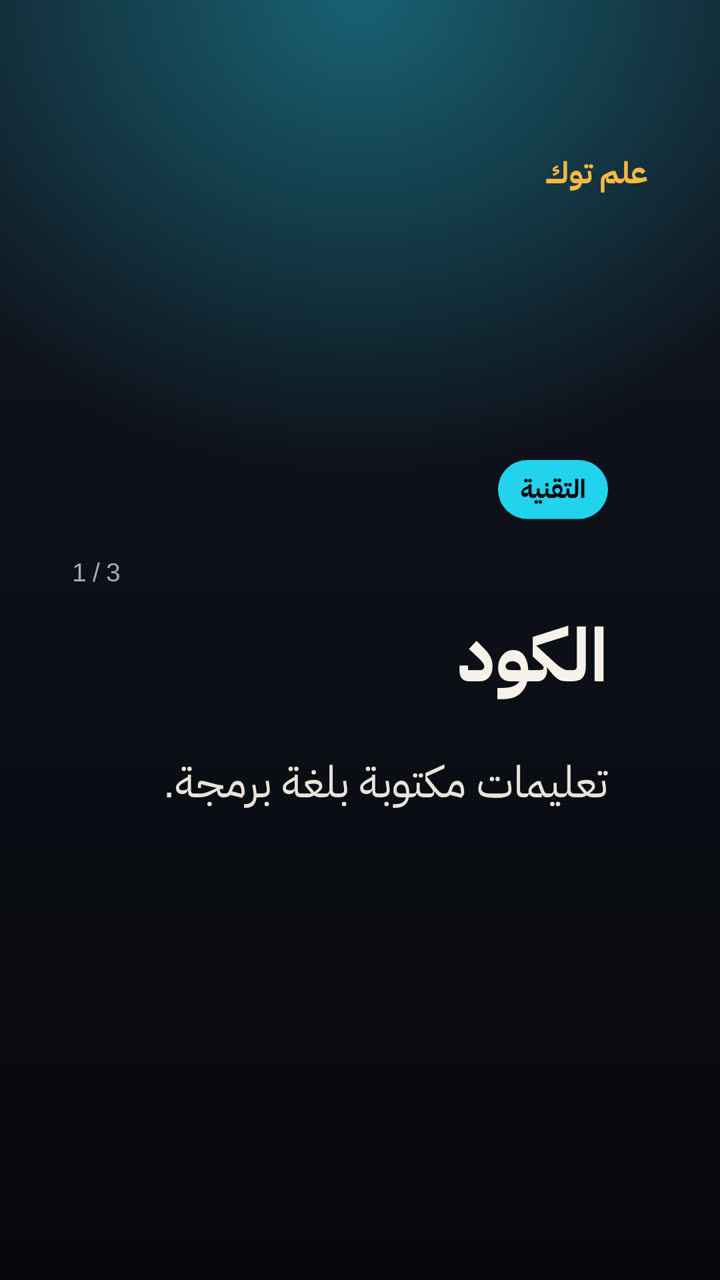 علم توك
التقنية
1 / 3
الكود
تعليمات مكتوبة بلغة برمجة.